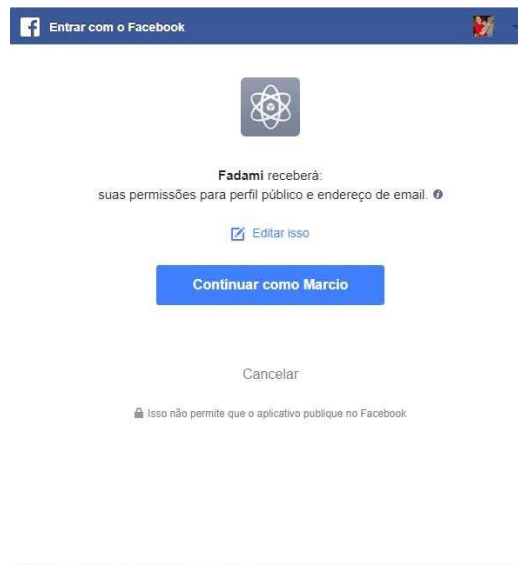 Entrar com o Facebook
Fadami receberá:
suas permissões para perfil público e endereço de email.
Editar isso
Continuar como Marcio
Cancelar
Isso não permite que o aplicativo publique no Facebook